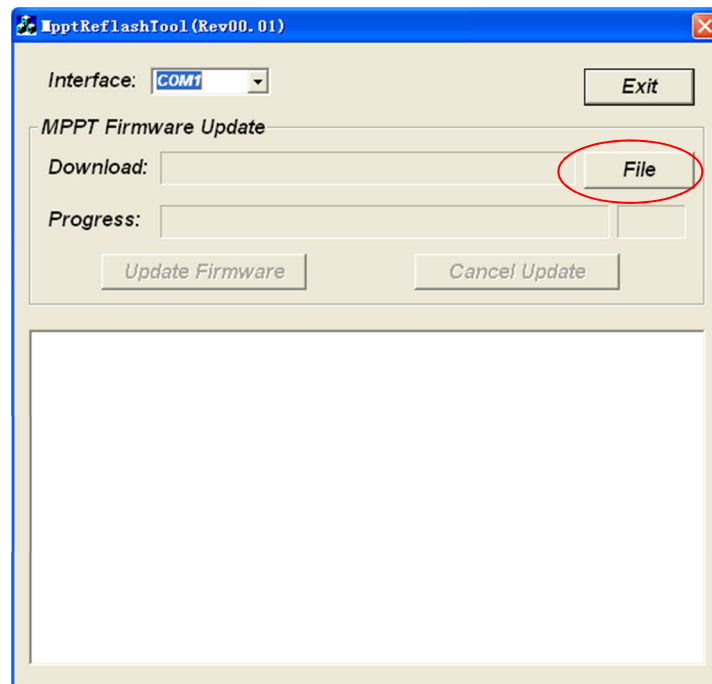 MpptReflashTool(Rev00.01)
Interface: COM1
Exit
MPPT Firmware Update
Download:
File
Progress:
Update Firmware
Cancel Update